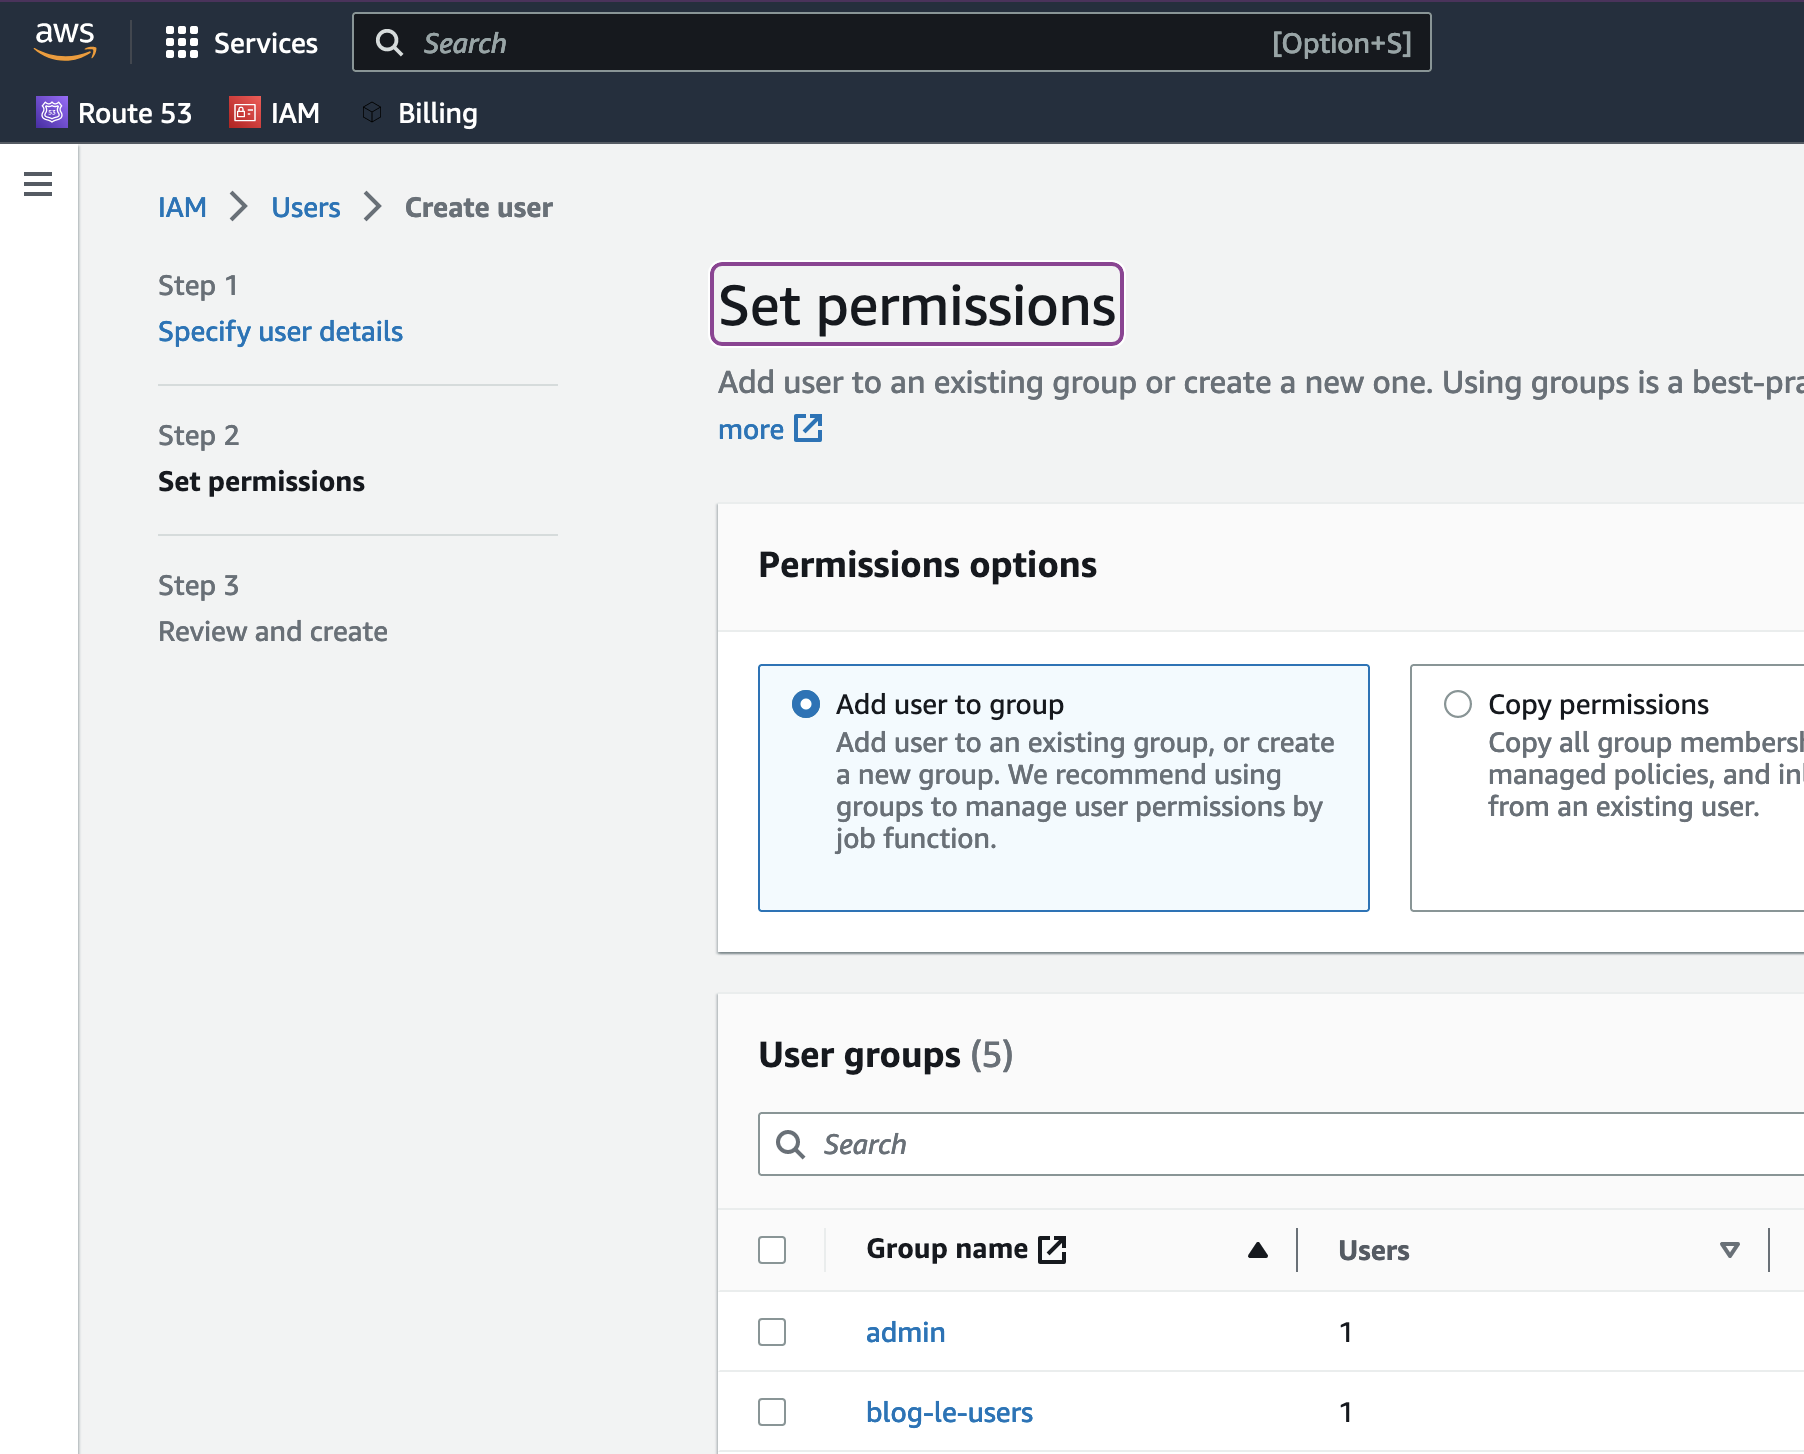 aws
Services
Search
[Option+S]
Route 53
IAM
Billing
IAM > Users > Create user
Step 1
Specify user details
Step 2
Set permissions
Step 3
Review and create
Set permissions
Add user to an existing group or create a new one. Using groups is a best-pra
more
Permissions options
Add user to group
Add user to an existing group, or create
a new group. We recommend using
groups to manage user permissions by
job function.
Copy permissions
Copy all group membersh
managed policies, and inl
from an existing user.
User groups (5)
Search
Group name
Users
admin
1
blog-le-users
1